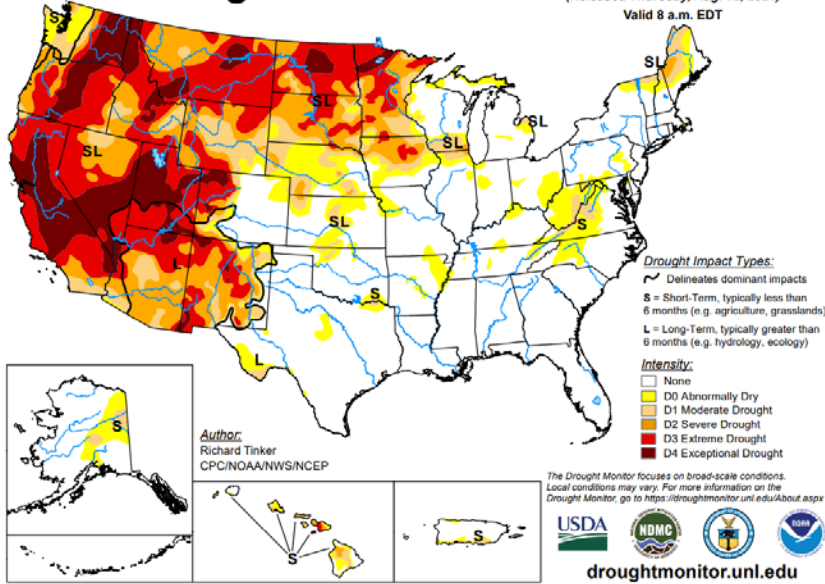 Valid 8 a.m. EDT
S
SL
SL
SL
SL
SL
SL
S
L
S
L
Drought Impact Types:
Delineates dominant impacts
S = Short-Term, typically less than
6 months (e.g. agriculture, grasslands)
L = Long-Term, typically greater than
6 months (e.g. hydrology, ecology)
Intensity:
None
D0 Abnormally Dry
D1 Moderate Drought
D2 Severe Drought
D3 Extreme Drought
D4 Exceptional Drought
S
Author:
Richard Tinker
CPC/NOAA/NWS/NCEP
S
S
The Drought Monitor focuses on broad-scale conditions.
Local conditions may vary. For more information on the
Drought Monitor, go to https://droughtmonitor.unl.edu/About.aspx
USDA
NDMC
NOAA
droughtmonitor.unl.edu